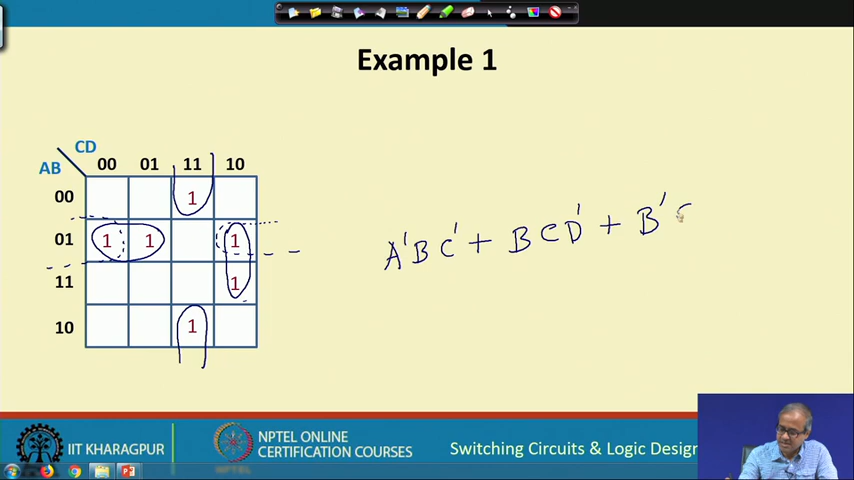 Example 1
CD
AB 00 01 11 10
00 1
01 1 1 1
11 1
10 1
A'BC' + BCD' + B'
IIT KHARAGPUR
NPTEL ONLINE
CERTIFICATION COURSES
NPTEL
Switching Circuits & Logic Design